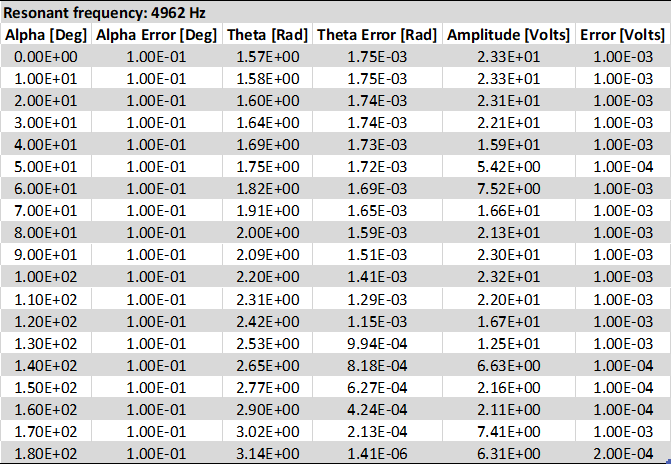 Resonant frequency: 4962 Hz
Alpha [Deg] Alpha Error [Deg] Theta [Rad] Theta Error [Rad] Amplitude [Volts] Error [Volts]
0.00E+00 1.00E-01 1.57E+00 1.75E-03 2.33E+01 1.00E-03
1.00E+01 1.00E-01 1.58E+00 1.75E-03 2.33E+01 1.00E-03
2.00E+01 1.00E-01 1.60E+00 1.74E-03 2.31E+01 1.00E-03
3.00E+01 1.00E-01 1.64E+00 1.74E-03 2.21E+01 1.00E-03
4.00E+01 1.00E-01 1.69E+00 1.73E-03 1.59E+01 1.00E-03
5.00E+01 1.00E-01 1.75E+00 1.72E-03 5.42E+00 1.00E-04
6.00E+01 1.00E-01 1.82E+00 1.69E-03 7.52E+00 1.00E-03
7.00E+01 1.00E-01 1.91E+00 1.65E-03 1.66E+01 1.00E-03
8.00E+01 1.00E-01 2.00E+00 1.59E-03 2.13E+01 1.00E-03
9.00E+01 1.00E-01 2.09E+00 1.51E-03 2.30E+01 1.00E-03
1.00E+02 1.00E-01 2.20E+00 1.41E-03 2.32E+01 1.00E-03
1.10E+02 1.00E-01 2.31E+00 1.29E-03 2.20E+01 1.00E-03
1.20E+02 1.00E-01 2.42E+00 1.15E-03 1.67E+01 1.00E-03
1.30E+02 1.00E-01 2.53E+00 9.94E-04 1.25E+01 1.00E-03
1.40E+02 1.00E-01 2.65E+00 8.18E-04 6.63E+00 1.00E-04
1.50E+02 1.00E-01 2.77E+00 6.27E-04 2.16E+00 1.00E-04
1.60E+02 1.00E-01 2.90E+00 4.24E-04 2.11E+00 1.00E-04
1.70E+02 1.00E-01 3.02E+00 2.13E-04 7.41E+00 1.00E-03
1.80E+02 1.00E-01 3.14E+00 1.41E-06 6.31E+00 2.00E-04